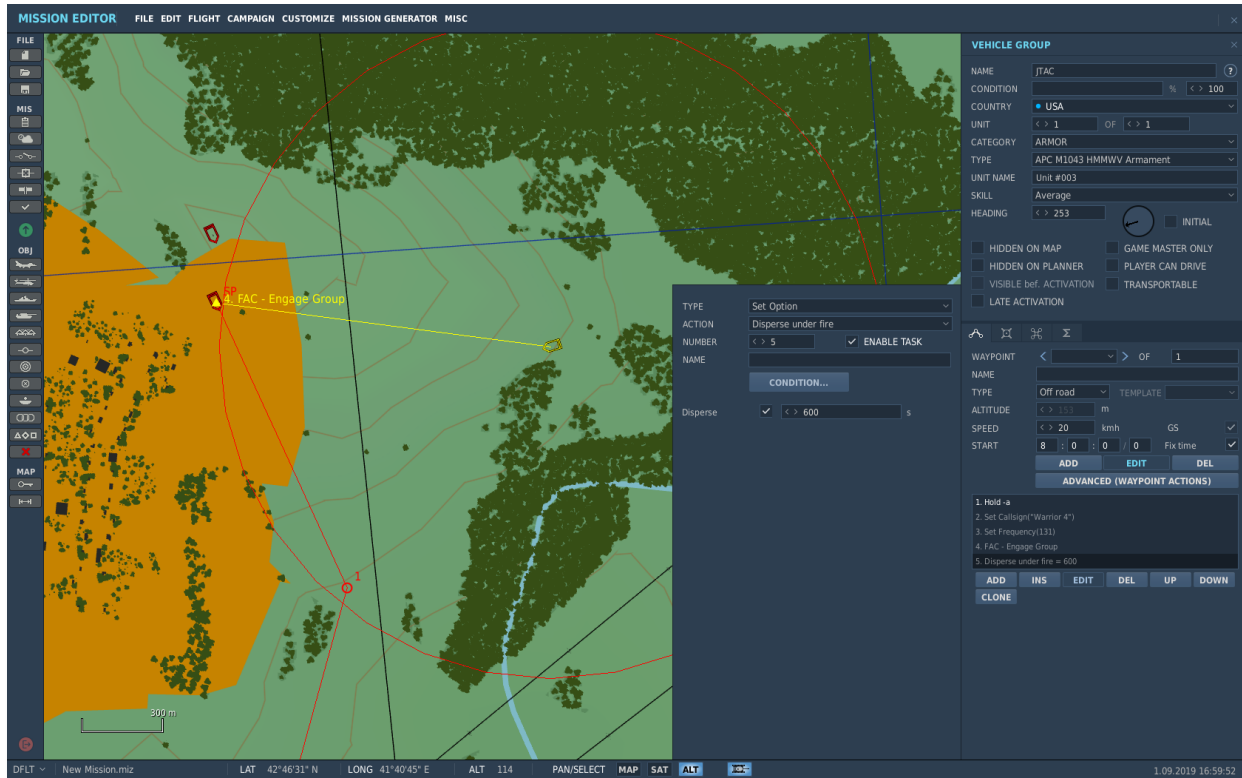 MISSION EDITOR FILE EDIT FLIGHT CAMPAIGN CUSTOMIZE MISSION GENERATOR MISC
FILE
MIS
OBJ
MAP
SP
4. FAC - Engage Group
1
300 m
TYPE Set Option
ACTION Disperse under fire
NUMBER < > 5 ENABLE TASK
NAME
CONDITION...
Disperse < > 600 s
VEHICLE GROUP
NAME JTAC ?
CONDITION % < > 100
COUNTRY USA
UNIT < > 1 OF < > 1
CATEGORY ARMOR
TYPE APC M1043 HMMWV Armament
UNIT NAME Unit #003
SKILL Average
HEADING < > 253 INITIAL
HIDDEN ON MAP GAME MASTER ONLY
HIDDEN ON PLANNER PLAYER CAN DRIVE
VISIBLE bef. ACTIVATION TRANSPORTABLE
LATE ACTIVATION
WAYPOINT < > OF 1
NAME
TYPE Off road TEMPLATE
ALTITUDE < > 153 m
SPEED < > 20 kmh GS
START 8 : 0 : 0 / 0 Fix time
ADD EDIT DEL
ADVANCED (WAYPOINT ACTIONS)
1. Hold -a
2. Set Callsign("Warrior 4")
3. Set Frequency(131)
4. FAC - Engage Group
5. Disperse under fire = 600
ADD INS EDIT DEL UP DOWN
CLONE
DFLT New Mission.miz LAT 42°46'31" N LONG 41°40'45" E ALT 114 PAN/SELECT MAP SAT ALT 1.09.2019 16:59:52